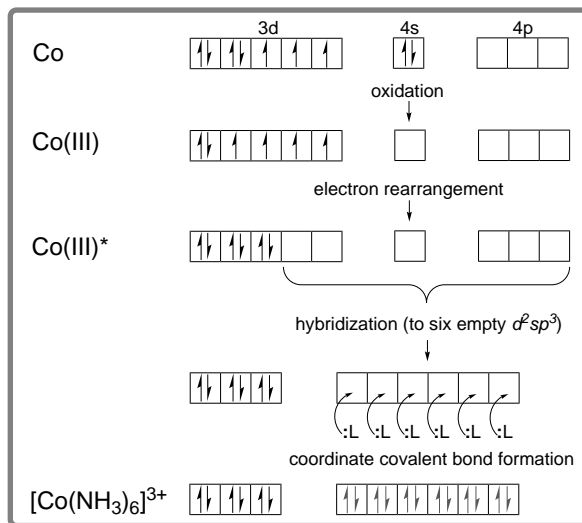 3d 4s 4p
Co
oxidation
Co(III)
electron rearrangement
Co(III)*
hybridization (to six empty d²sp³)
:L :L :L :L :L :L
coordinate covalent bond formation
[Co(NH₃)₆]³⁺